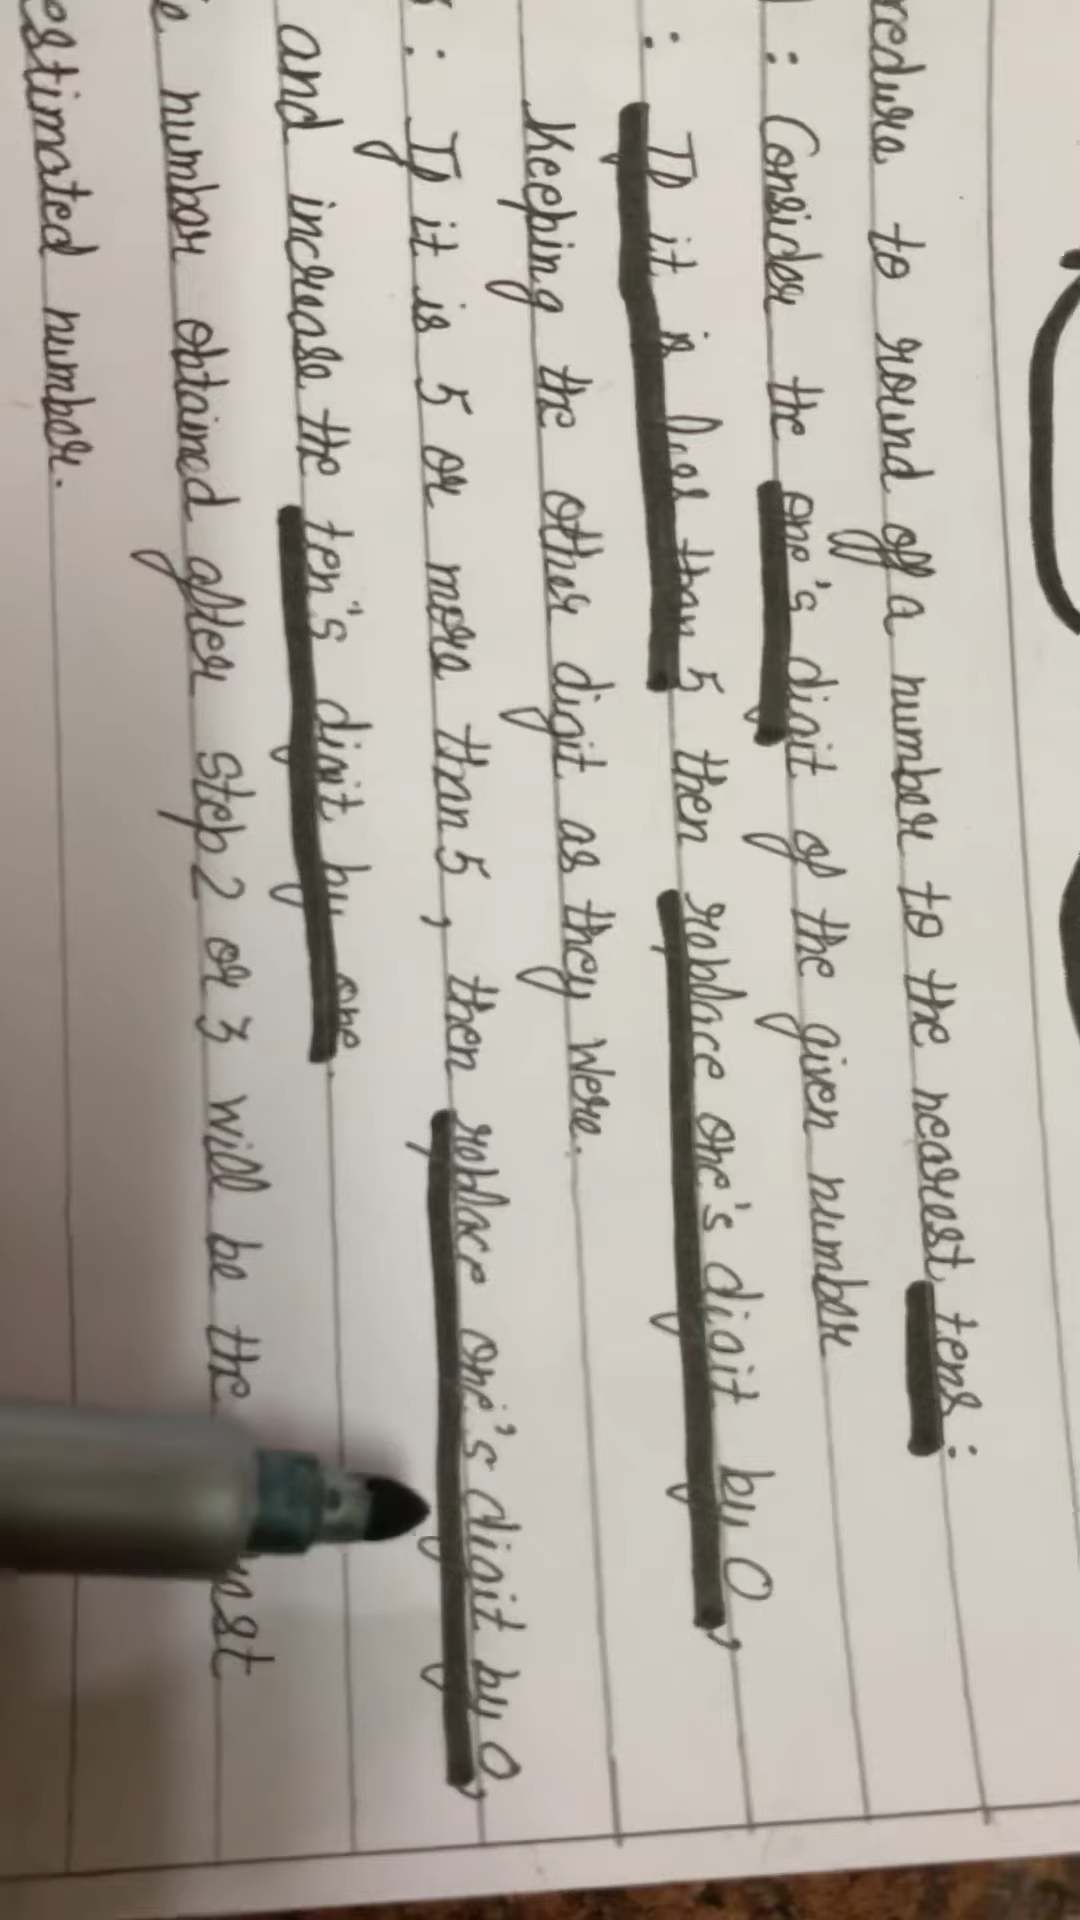 redure to round off a number to the nearest tens:
: Consider the one's digit of the given number
: If it is less than 5 then replace one's digit by 0,
Keeping the other digit as they were.
: If it is 5 or more than 5, then replace one's digit by 0,
and increase the ten's digit by one.
e number obtained after step 2 or 3 will be the
estimated number.